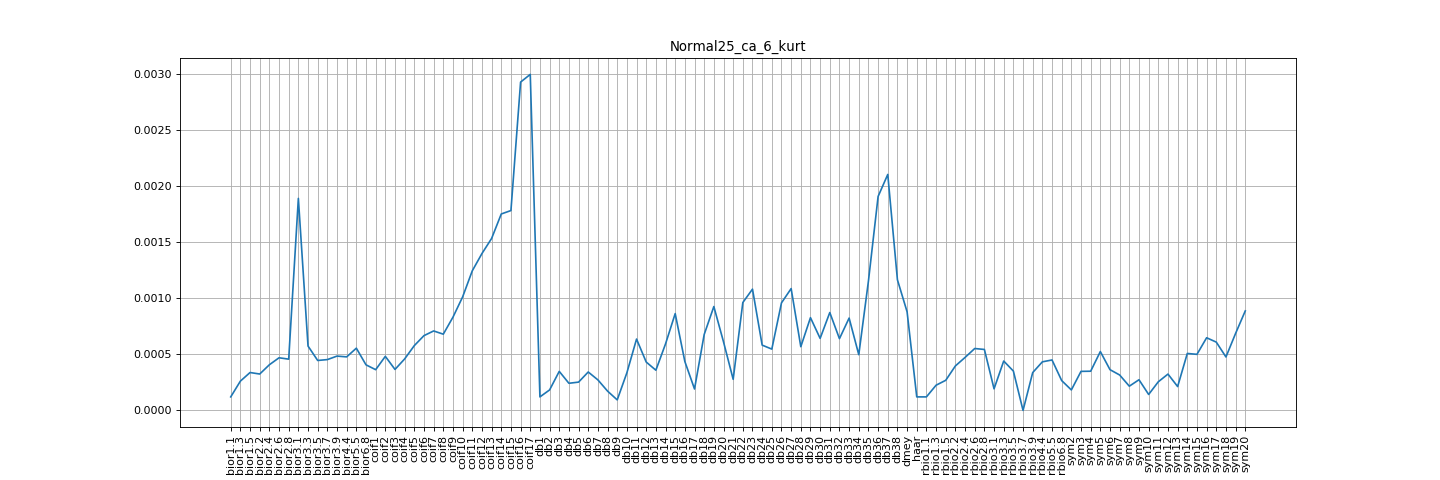 Normal25_ca_6_kurt
0.0030
0.0025
0.0020
0.0015
0.0010
0.0005
0.0000
bior1.1
bior1.3
bior1.5
bior2.2
bior2.4
bior2.6
bior2.8
bior3.1
bior3.3
bior3.5
bior3.7
bior3.9
bior4.4
bior5.5
bior6.8
coif1
coif2
coif3
coif4
coif5
coif6
coif7
coif8
coif9
coif10
coif11
coif12
coif13
coif14
coif15
coif16
coif17
db1
db2
db3
db4
db5
db6
db7
db8
db9
db10
db11
db12
db13
db14
db15
db16
db17
db18
db19
db20
db21
db22
db23
db24
db25
db26
db27
db28
db29
db30
db31
db32
db33
db34
db35
db36
db37
db38
dmey
haar
rbio1.1
rbio1.3
rbio1.5
rbio2.2
rbio2.4
rbio2.6
rbio2.8
rbio3.1
rbio3.3
rbio3.5
rbio3.7
rbio3.9
rbio4.4
rbio5.5
rbio6.8
sym2
sym3
sym4
sym5
sym6
sym7
sym8
sym9
sym10
sym11
sym12
sym13
sym14
sym15
sym16
sym17
sym18
sym19
sym20